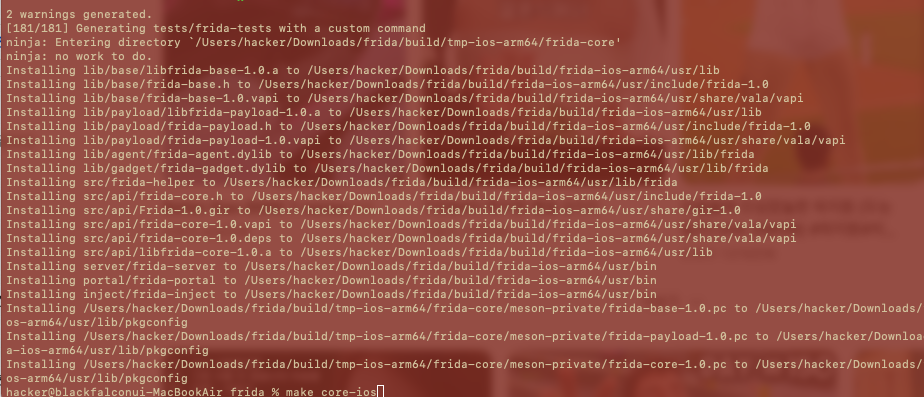 2 warnings generated.
[181/181] Generating tests/frida-tests with a custom command
ninja: Entering directory `/Users/hacker/Downloads/frida/build/tmp-ios-arm64/frida-core'
ninja: no work to do.
Installing lib/base/libfrida-base-1.0.a to /Users/hacker/Downloads/frida/build/frida-ios-arm64/usr/lib
Installing lib/base/frida-base.h to /Users/hacker/Downloads/frida/build/frida-ios-arm64/usr/include/frida-1.0
Installing lib/base/frida-base-1.0.vapi to /Users/hacker/Downloads/frida/build/frida-ios-arm64/usr/share/vala/vapi
Installing lib/payload/libfrida-payload-1.0.a to /Users/hacker/Downloads/frida/build/frida-ios-arm64/usr/lib
Installing lib/payload/frida-payload.h to /Users/hacker/Downloads/frida/build/frida-ios-arm64/usr/include/frida-1.0
Installing lib/payload/frida-payload-1.0.vapi to /Users/hacker/Downloads/frida/build/frida-ios-arm64/usr/share/vala/vapi
Installing lib/agent/frida-agent.dylib to /Users/hacker/Downloads/frida/build/frida-ios-arm64/usr/lib/frida
Installing lib/gadget/frida-gadget.dylib to /Users/hacker/Downloads/frida/build/frida-ios-arm64/usr/lib/frida
Installing src/frida-helper to /Users/hacker/Downloads/frida/build/frida-ios-arm64/usr/lib/frida
Installing src/api/frida-core.h to /Users/hacker/Downloads/frida/build/frida-ios-arm64/usr/include/frida-1.0
Installing src/api/Frida-1.0.gir to /Users/hacker/Downloads/frida/build/frida-ios-arm64/usr/share/gir-1.0
Installing src/api/frida-core-1.0.vapi to /Users/hacker/Downloads/frida/build/frida-ios-arm64/usr/share/vala/vapi
Installing src/api/frida-core-1.0.deps to /Users/hacker/Downloads/frida/build/frida-ios-arm64/usr/share/vala/vapi
Installing src/api/libfrida-core-1.0.a to /Users/hacker/Downloads/frida/build/frida-ios-arm64/usr/lib
Installing server/frida-server to /Users/hacker/Downloads/frida/build/frida-ios-arm64/usr/bin
Installing portal/frida-portal to /Users/hacker/Downloads/frida/build/frida-ios-arm64/usr/bin
Installing inject/frida-inject to /Users/hacker/Downloads/frida/build/frida-ios-arm64/usr/bin
Installing /Users/hacker/Downloads/frida/build/tmp-ios-arm64/frida-core/meson-private/frida-base-1.0.pc to /Users/hacker/Downloads/
os-arm64/usr/lib/pkgconfig
Installing /Users/hacker/Downloads/frida/build/tmp-ios-arm64/frida-core/meson-private/frida-payload-1.0.pc to /Users/hacker/Downloa
a-ios-arm64/usr/lib/pkgconfig
Installing /Users/hacker/Downloads/frida/build/tmp-ios-arm64/frida-core/meson-private/frida-core-1.0.pc to /Users/hacker/Downloads/
os-arm64/usr/lib/pkgconfig
hacker@blackfalconui-MacBookAir frida % make core-ios